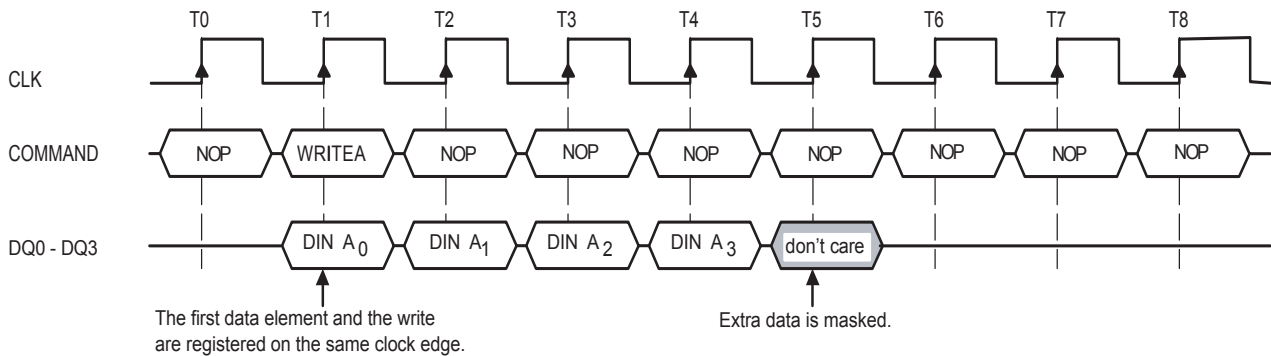 T0 T1 T2 T3 T4 T5 T6 T7 T8
CLK
COMMAND NOP WRITEA NOP NOP NOP NOP NOP NOP NOP
DQ0 - DQ3 DIN A0 DIN A1 DIN A2 DIN A3 don't care
The first data element and the write
are registered on the same clock edge.
Extra data is masked.